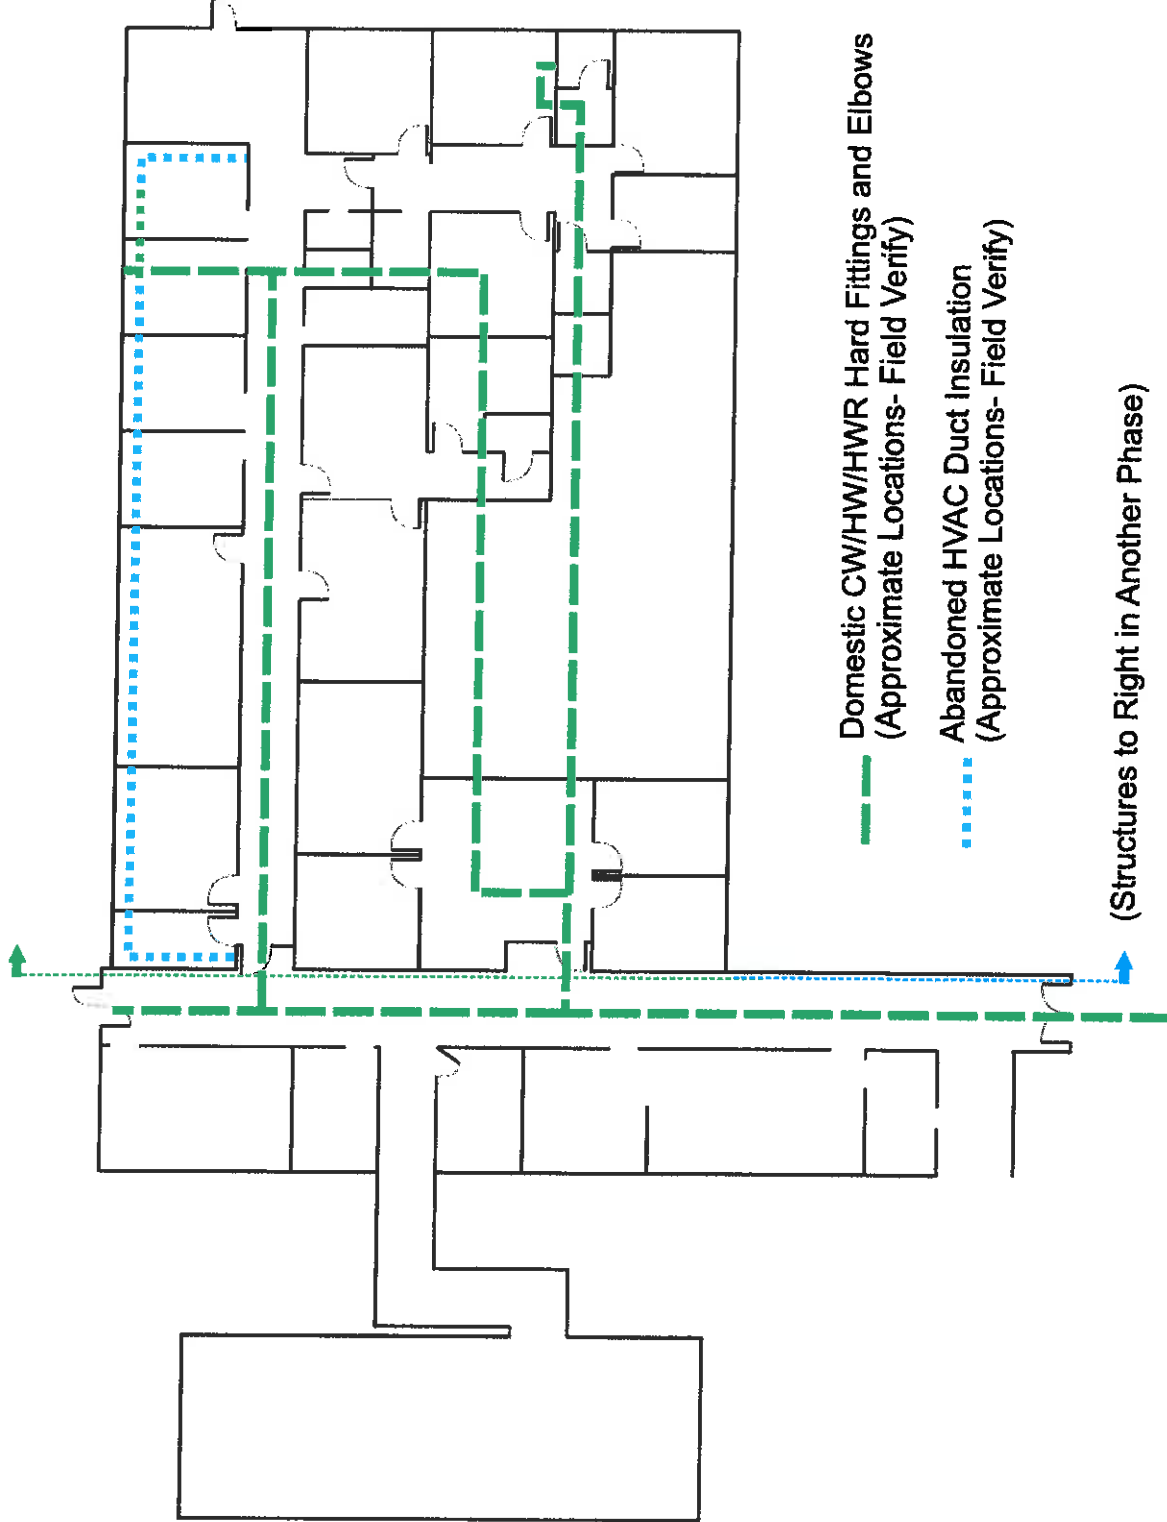 Domestic CW/HW/HWR Hard Fittings and Elbows
(Approximate Locations- Field Verify)
Abandoned HVAC Duct Insulation
(Approximate Locations- Field Verify)
(Structures to Right in Another Phase)